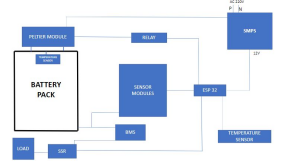 AC 230V
P N
PELTIER MODULE
RELAY
SMPS
TEMPERATURE
SENSOR
12V
BATTERY
PACK
SENSOR
MODULES
ESP 32
BMS
TEMPERATURE
SENSOR
LOAD
SSR